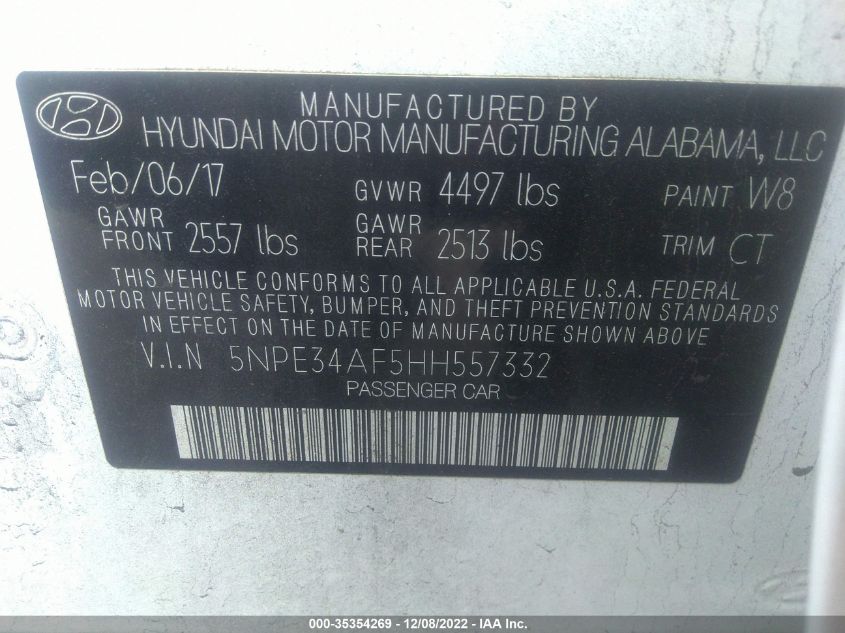 MANUFACTURED BY
HYUNDAI MOTOR MANUFACTURING ALABAMA, LLC
Feb/06/17 GVWR 4497 lbs PAINT W8
GAWR FRONT 2557 lbs GAWR REAR 2513 lbs TRIM CT
THIS VEHICLE CONFORMS TO ALL APPLICABLE U.S.A. FEDERAL
MOTOR VEHICLE SAFETY, BUMPER, AND THEFT PREVENTION STANDARDS
IN EFFECT ON THE DATE OF MANUFACTURE SHOWN ABOVE
V.I.N 5NPE34AF5HH557332
PASSENGER CAR
000-35354269 - 12/08/2022 - IAA Inc.